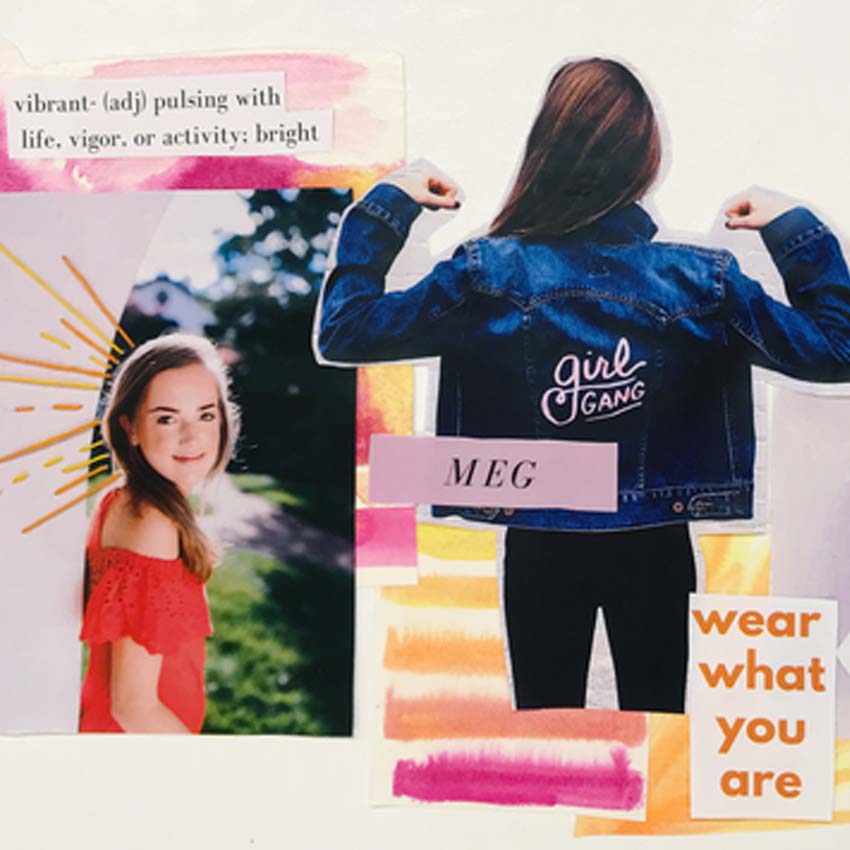 vibrant- (adj) pulsing with
life, vigor, or activity; bright
girl
GANG
MEG
wear
what
you
are